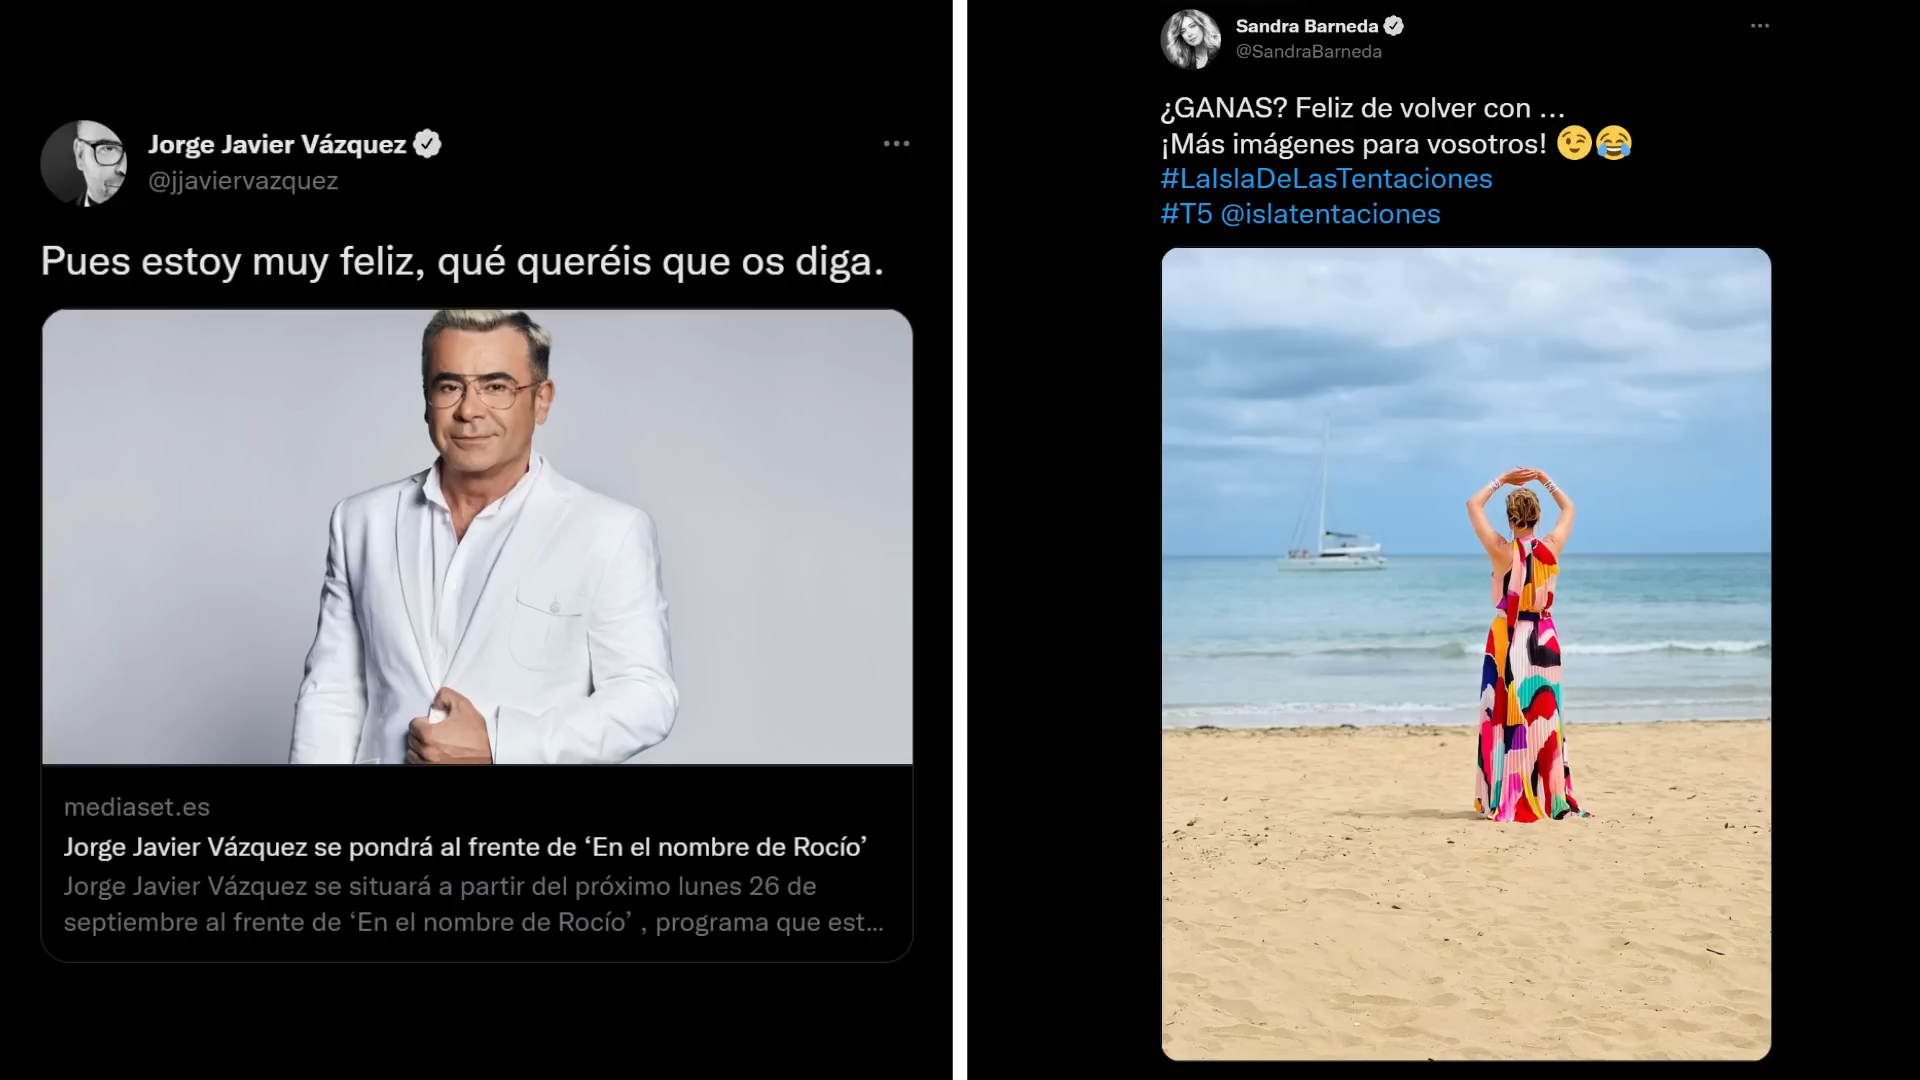 Jorge Javier Vázquez
@jjaviervazquez
Pues estoy muy feliz, qué queréis que os diga.
mediaset.es
Jorge Javier Vázquez se pondrá al frente de ‘En el nombre de Rocío’
Jorge Javier Vázquez se situará a partir del próximo lunes 26 de
septiembre al frente de ‘En el nombre de Rocío’ , programa que est...
Sandra Barneda
@SandraBarneda
¿GANAS? Feliz de volver con ...
¡Más imágenes para vosotros! 😉😂
#LaIslaDeLasTentaciones
#T5 @islatentaciones